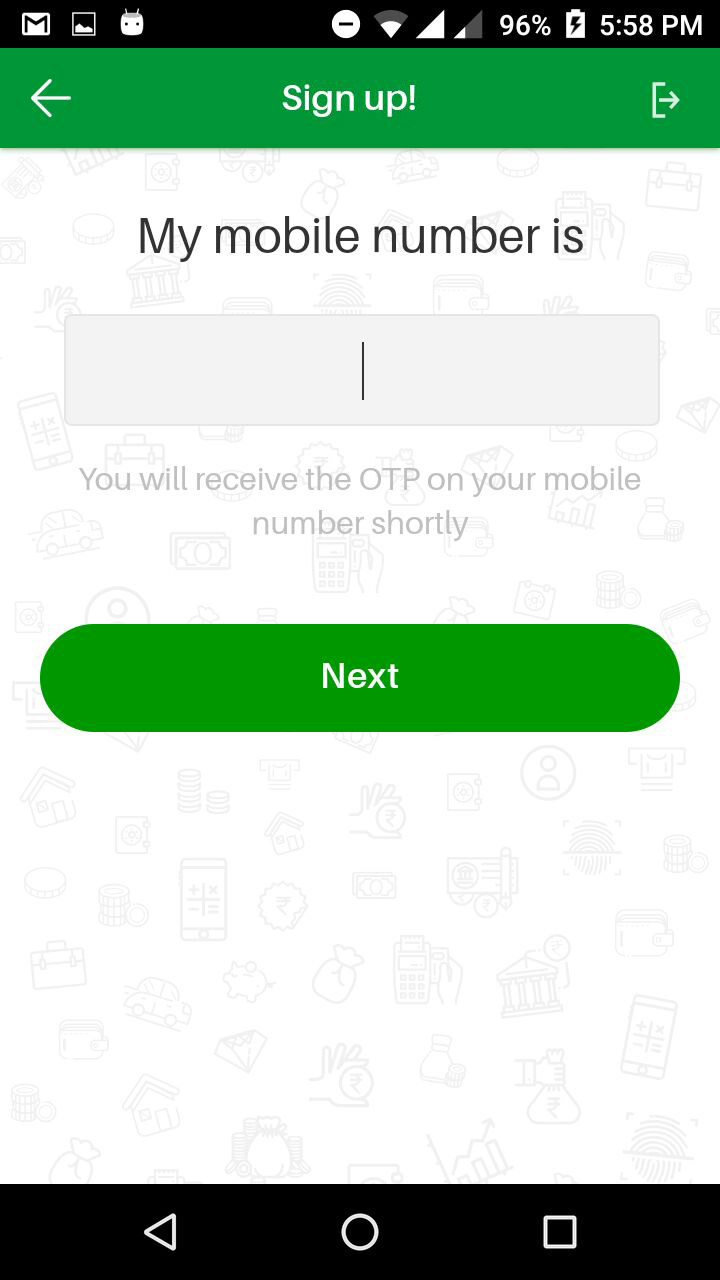 96% 5:58 PM
Sign up!
My mobile number is
You will receive the OTP on your mobile
number shortly
Next